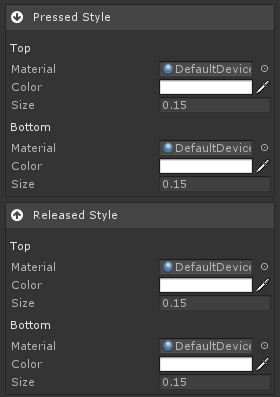 Pressed Style
Top
Material DefaultDevice
Color
Size 0.15
Bottom
Material DefaultDevice
Color
Size 0.15
Released Style
Top
Material DefaultDevice
Color
Size 0.15
Bottom
Material DefaultDevice
Color
Size 0.15